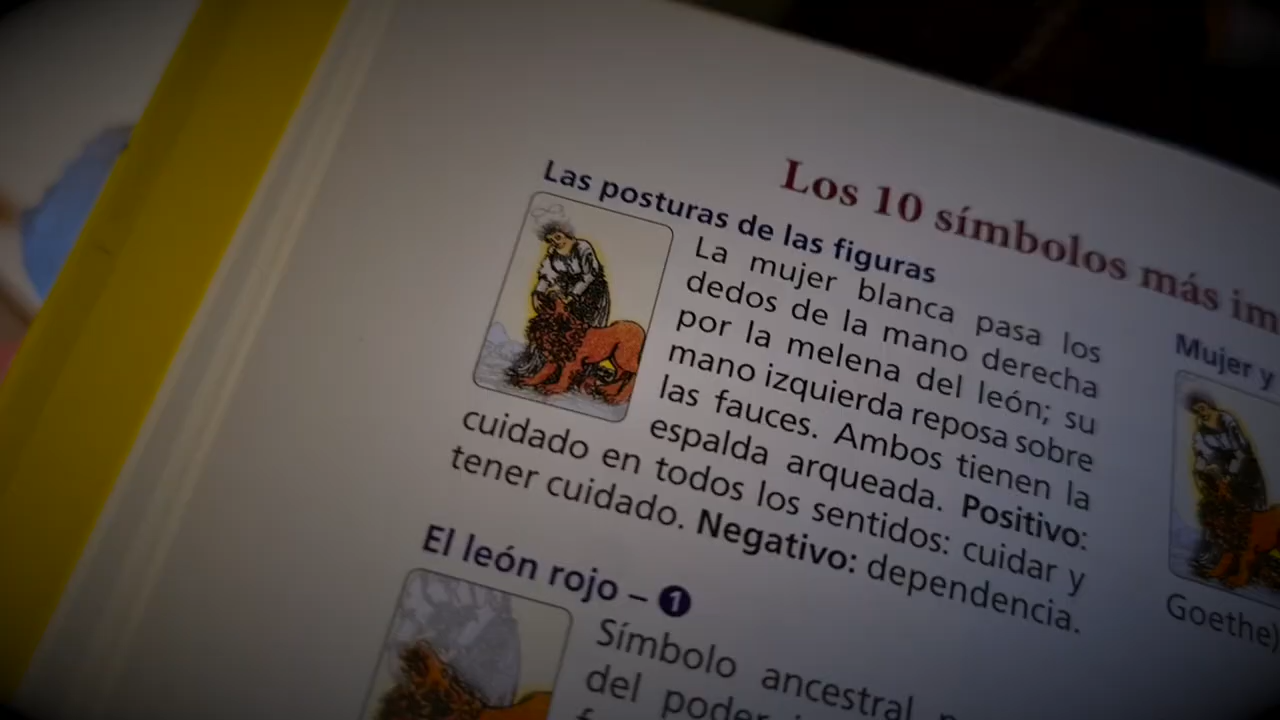 Los 10 símbolos más
Las posturas de las figuras
La mujer blanca pasa los
dedos de la mano derecha
por la melena del león; su
mano izquierda reposa sobre
las fauces. Ambos tienen la
espalda arqueada. Positivo:
cuidado en todos los sentidos: cuidar y
tener cuidado. Negativo: dependencia.
El león rojo – 1
Símbolo ancestral
del poder
Mujer y
Goethe)